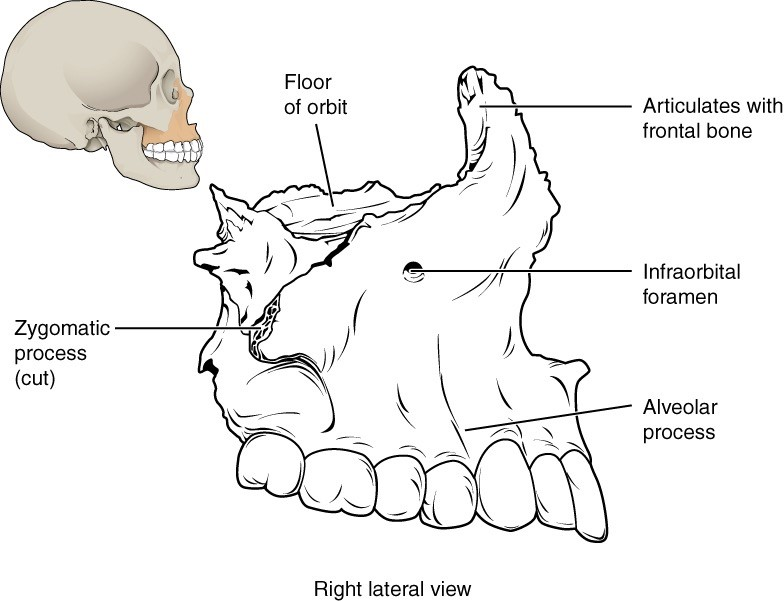 Floor
of orbit
Articulates with
frontal bone
Infraorbital
foramen
Zygomatic
process
(cut)
Alveolar
process
Right lateral view